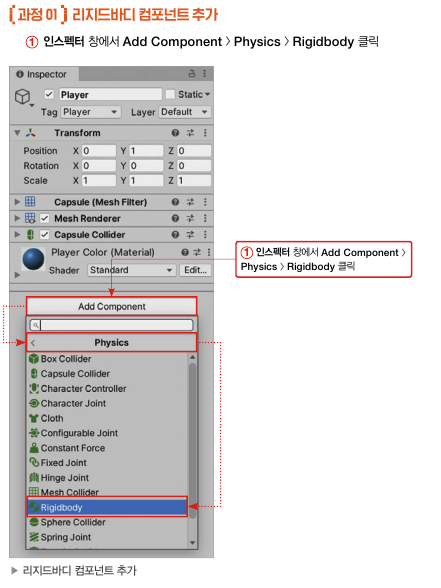 [과정 01] 리지드바디 컴포넌트 추가
① 인스펙터 창에서 Add Component > Physics > Rigidbody 클릭
Inspector
Player Static
Tag Player Layer Default
Transform
Position X 0 Y 1 Z 0
Rotation X 0 Y 0 Z 0
Scale X 1 Y 1 Z 1
Capsule (Mesh Filter)
Mesh Renderer
Capsule Collider
Player Color (Material)
Shader Standard Edit...
① 인스펙터 창에서 Add Component >
Physics > Rigidbody 클릭
Add Component
Physics
Box Collider
Capsule Collider
Character Controller
Character Joint
Cloth
Configurable Joint
Constant Force
Fixed Joint
Hinge Joint
Mesh Collider
Rigidbody
Sphere Collider
Spring Joint
▶ 리지드바디 컴포넌트 추가